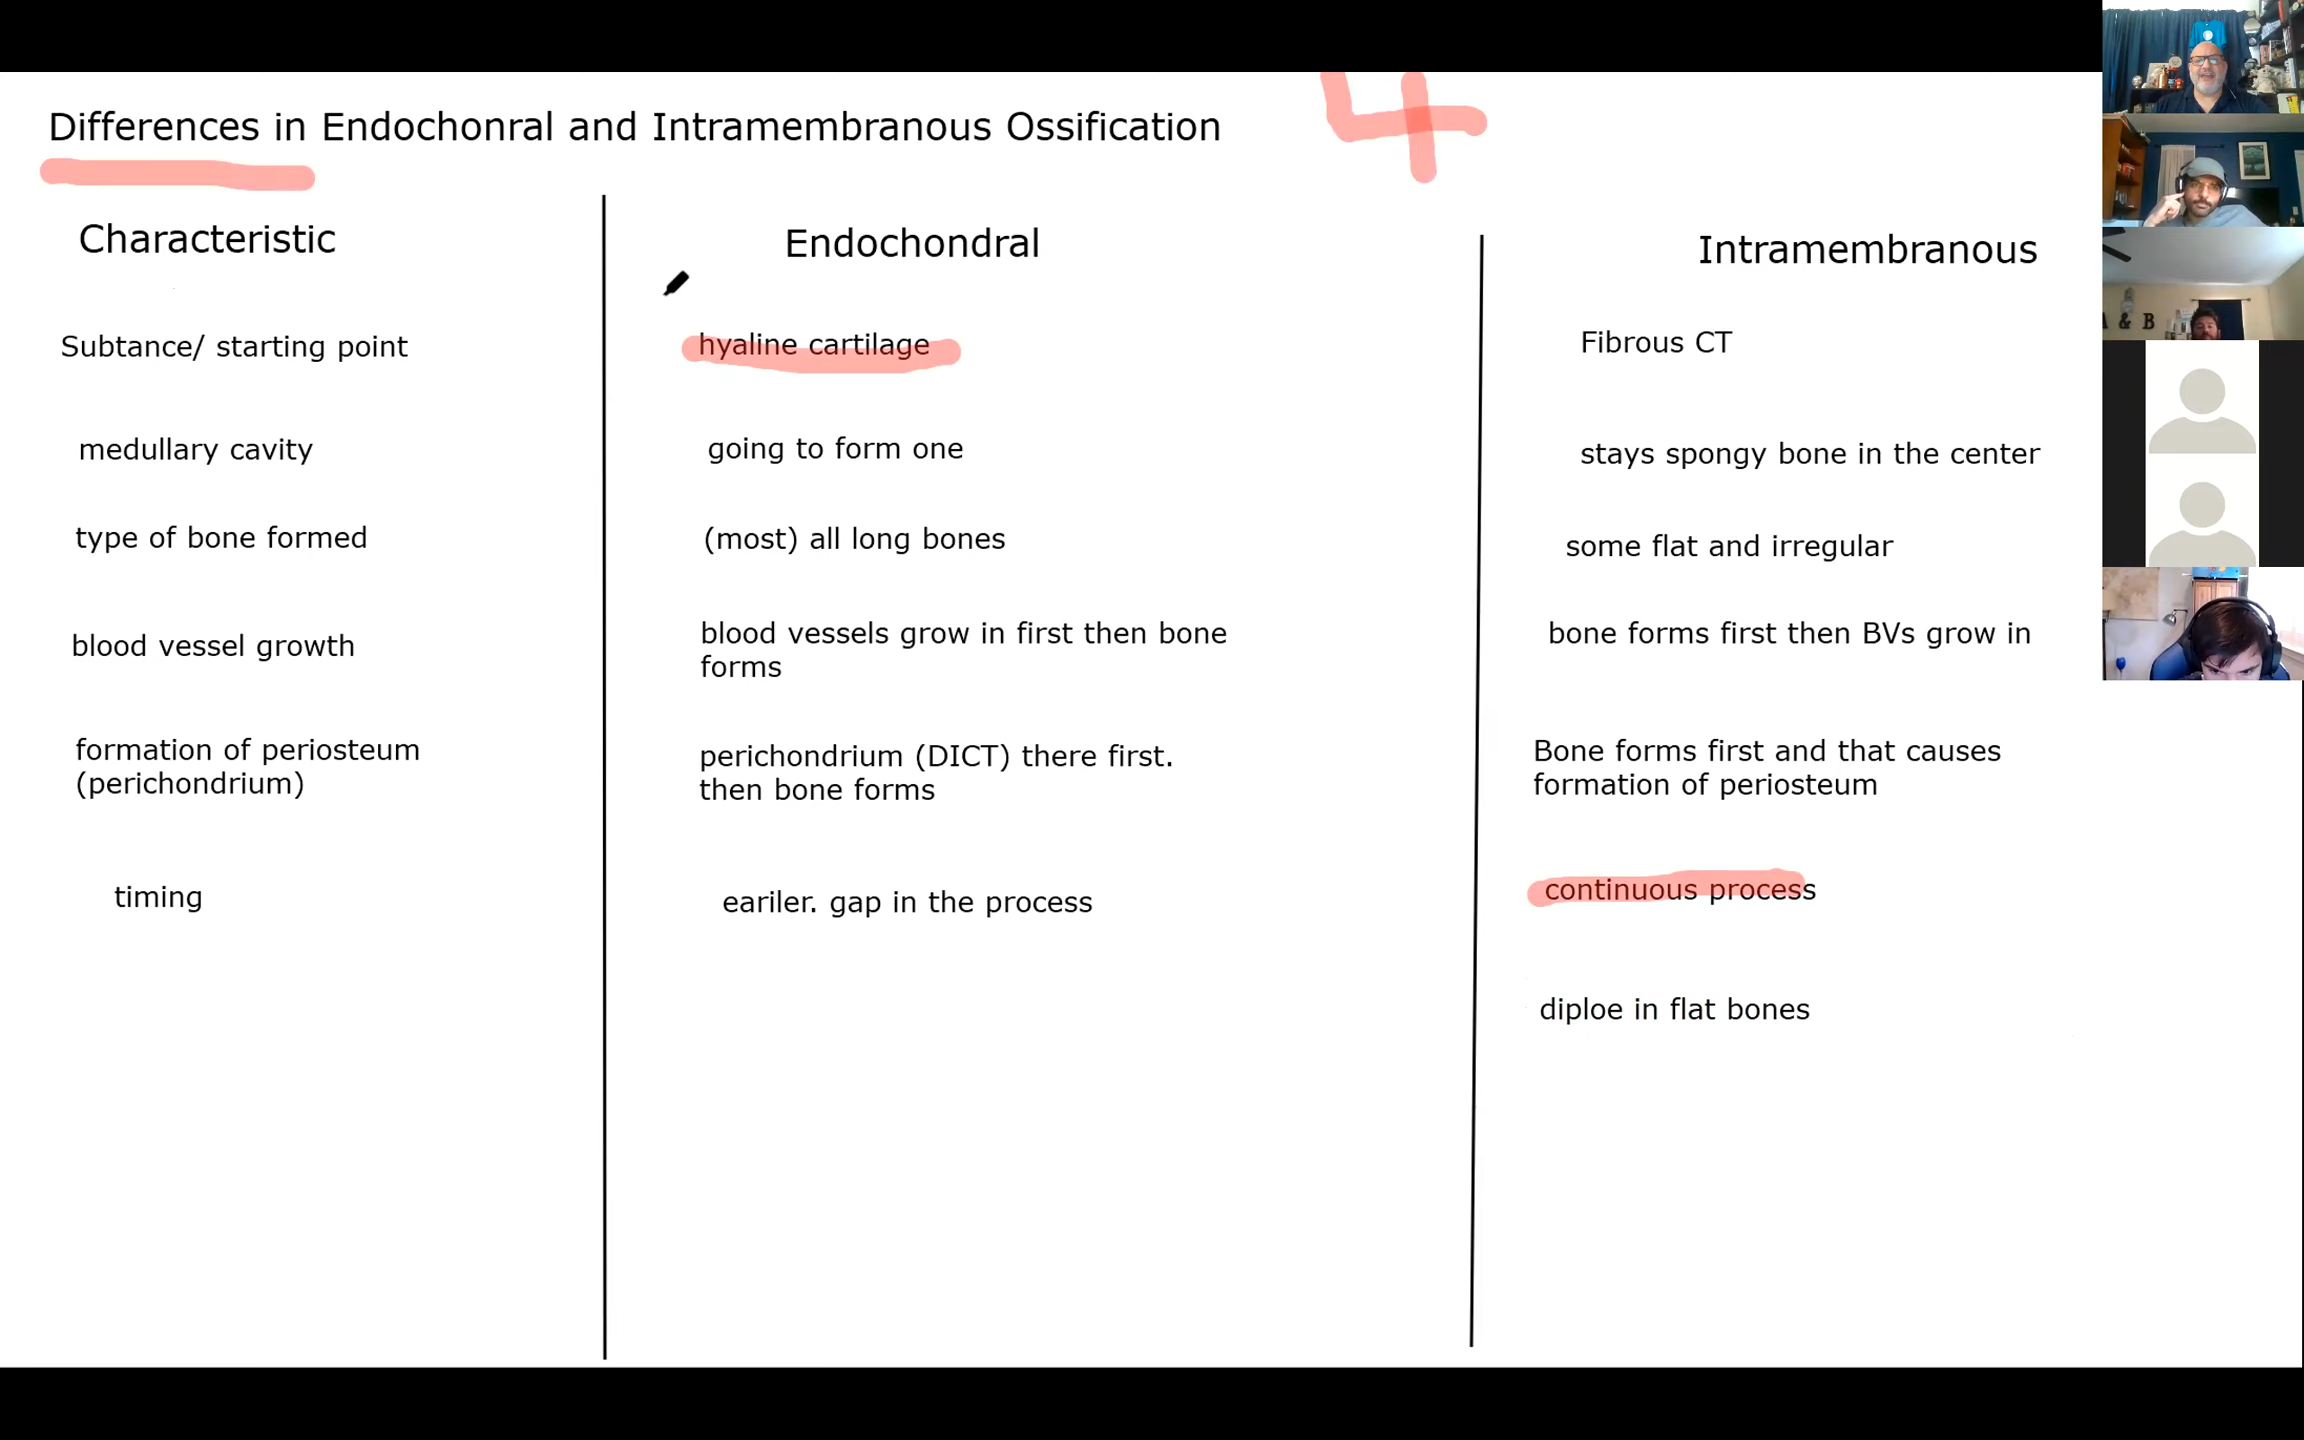 4
Differences in Endochonral and Intramembranous Ossification
Characteristic
Endochondral
Intramembranous
Subtance/ starting point
hyaline cartilage
Fibrous CT
medullary cavity
going to form one
stays spongy bone in the center
type of bone formed
(most) all long bones
some flat and irregular
blood vessel growth
blood vessels grow in first then bone
forms
bone forms first then BVs grow in
formation of periosteum
(perichondrium)
perichondrium (DICT) there first.
then bone forms
Bone forms first and that causes
formation of periosteum
timing
eariler. gap in the process
continuous process
diploe in flat bones
& B